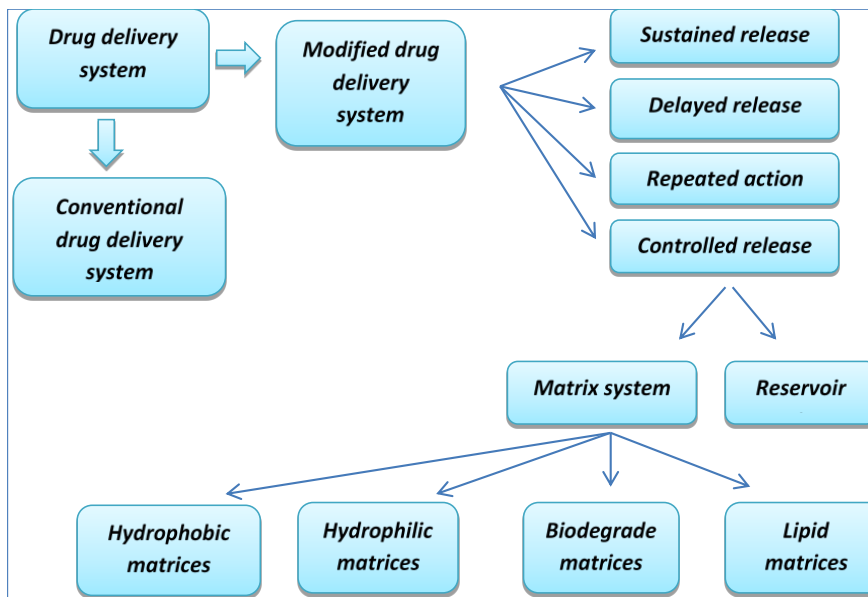 Drug delivery
system
Modified drug
delivery
system
Sustained release
Delayed release
Repeated action
Controlled release
Conventional
drug delivery
system
Matrix system
Reservoir
Hydrophobic
matrices
Hydrophilic
matrices
Biodegrade
matrices
Lipid
matrices